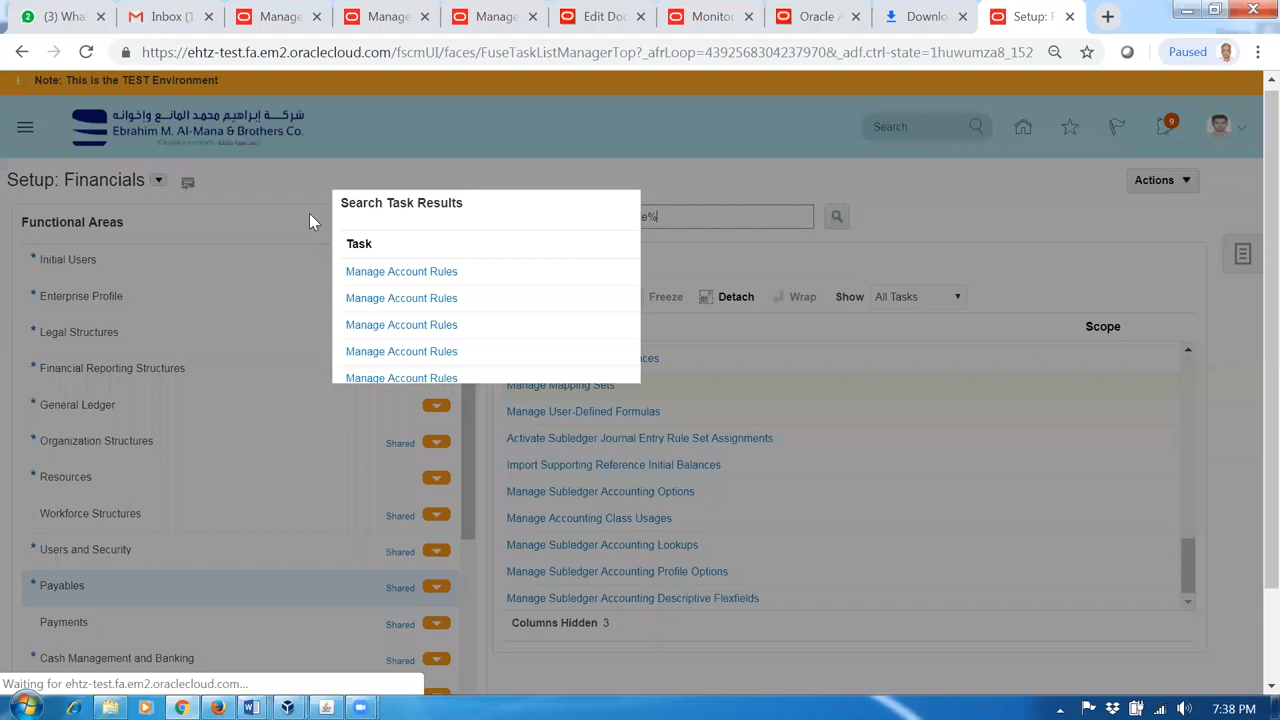 (3) Wha
Inbox (1
Manage
Manage
Manage
Edit Doc
Monitor
Oracle A
Downlo
Setup: F
https://ehtz-test.fa.em2.oraclecloud.com/fscmUI/faces/FuseTaskListManagerTop?_afrLoop=4392568304237970&_adf.ctrl-state=1huwumza8_152
Paused
Note: This is the TEST Environment
شركة إبراهيم محمد المانع وإخوانه
Ebrahim M. Al-Mana & Brothers Co.
Search
9
Setup: Financials
Actions
Functional Areas
Search Task Results
e%
Task
Initial Users
Manage Account Rules
Enterprise Profile
Manage Account Rules
Freeze
Detach
Wrap
Show
All Tasks
Legal Structures
Manage Account Rules
Scope
Financial Reporting Structures
Manage Account Rules
nces
Manage Account Rules
Manage Mapping Sets
General Ledger
Manage User-Defined Formulas
Organization Structures
Shared
Activate Subledger Journal Entry Rule Set Assignments
Resources
Import Supporting Reference Initial Balances
Manage Subledger Accounting Options
Workforce Structures
Shared
Manage Accounting Class Usages
Users and Security
Shared
Manage Subledger Accounting Lookups
Payables
Shared
Manage Subledger Accounting Profile Options
Manage Subledger Accounting Descriptive Flexfields
Payments
Shared
Columns Hidden 3
Cash Management and Banking
Shared
Waiting for ehtz-test.fa.em2.oraclecloud.com...
7:38 PM